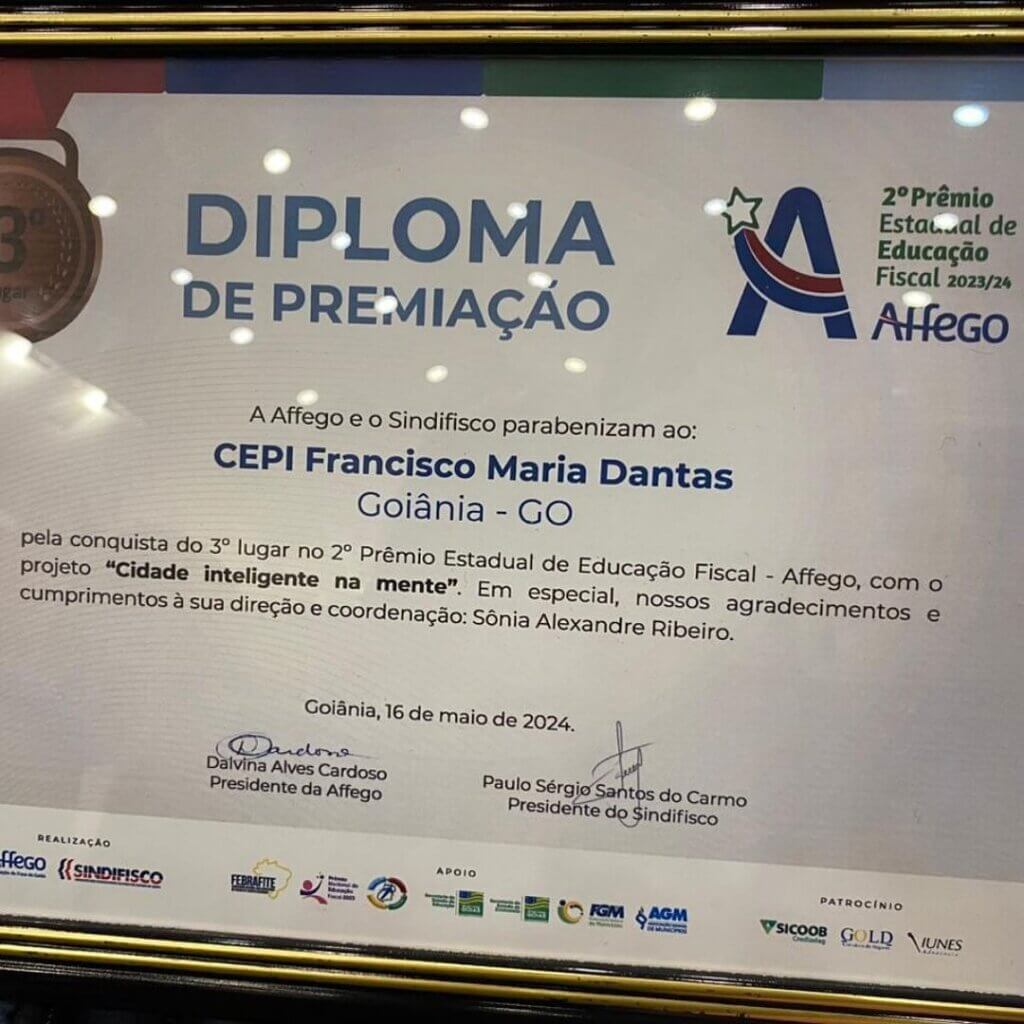 3º
DIPLOMA
DE PREMIAÇÃO
2º Prêmio
Estadual de
Educação
Fiscal 2023/24
Affego
A Affego e o Sindifisco parabenizam ao:
CEPI Francisco Maria Dantas
Goiânia - GO
pela conquista do 3º lugar no 2º Prêmio Estadual de Educação Fiscal - Affego, com o
projeto “Cidade inteligente na mente”. Em especial, nossos agradecimentos e
cumprimentos à sua direção e coordenação: Sônia Alexandre Ribeiro.
Goiânia, 16 de maio de 2024.
Dalvina Alves Cardoso
Presidente da Affego
Paulo Sérgio Santos do Carmo
Presidente do Sindifisco
REALIZAÇÃO
SINDIFISCO
APOIO
FEBRAFITE
FGM
AGM
PATROCÍNIO
SICOOB
GOLD
IUNES